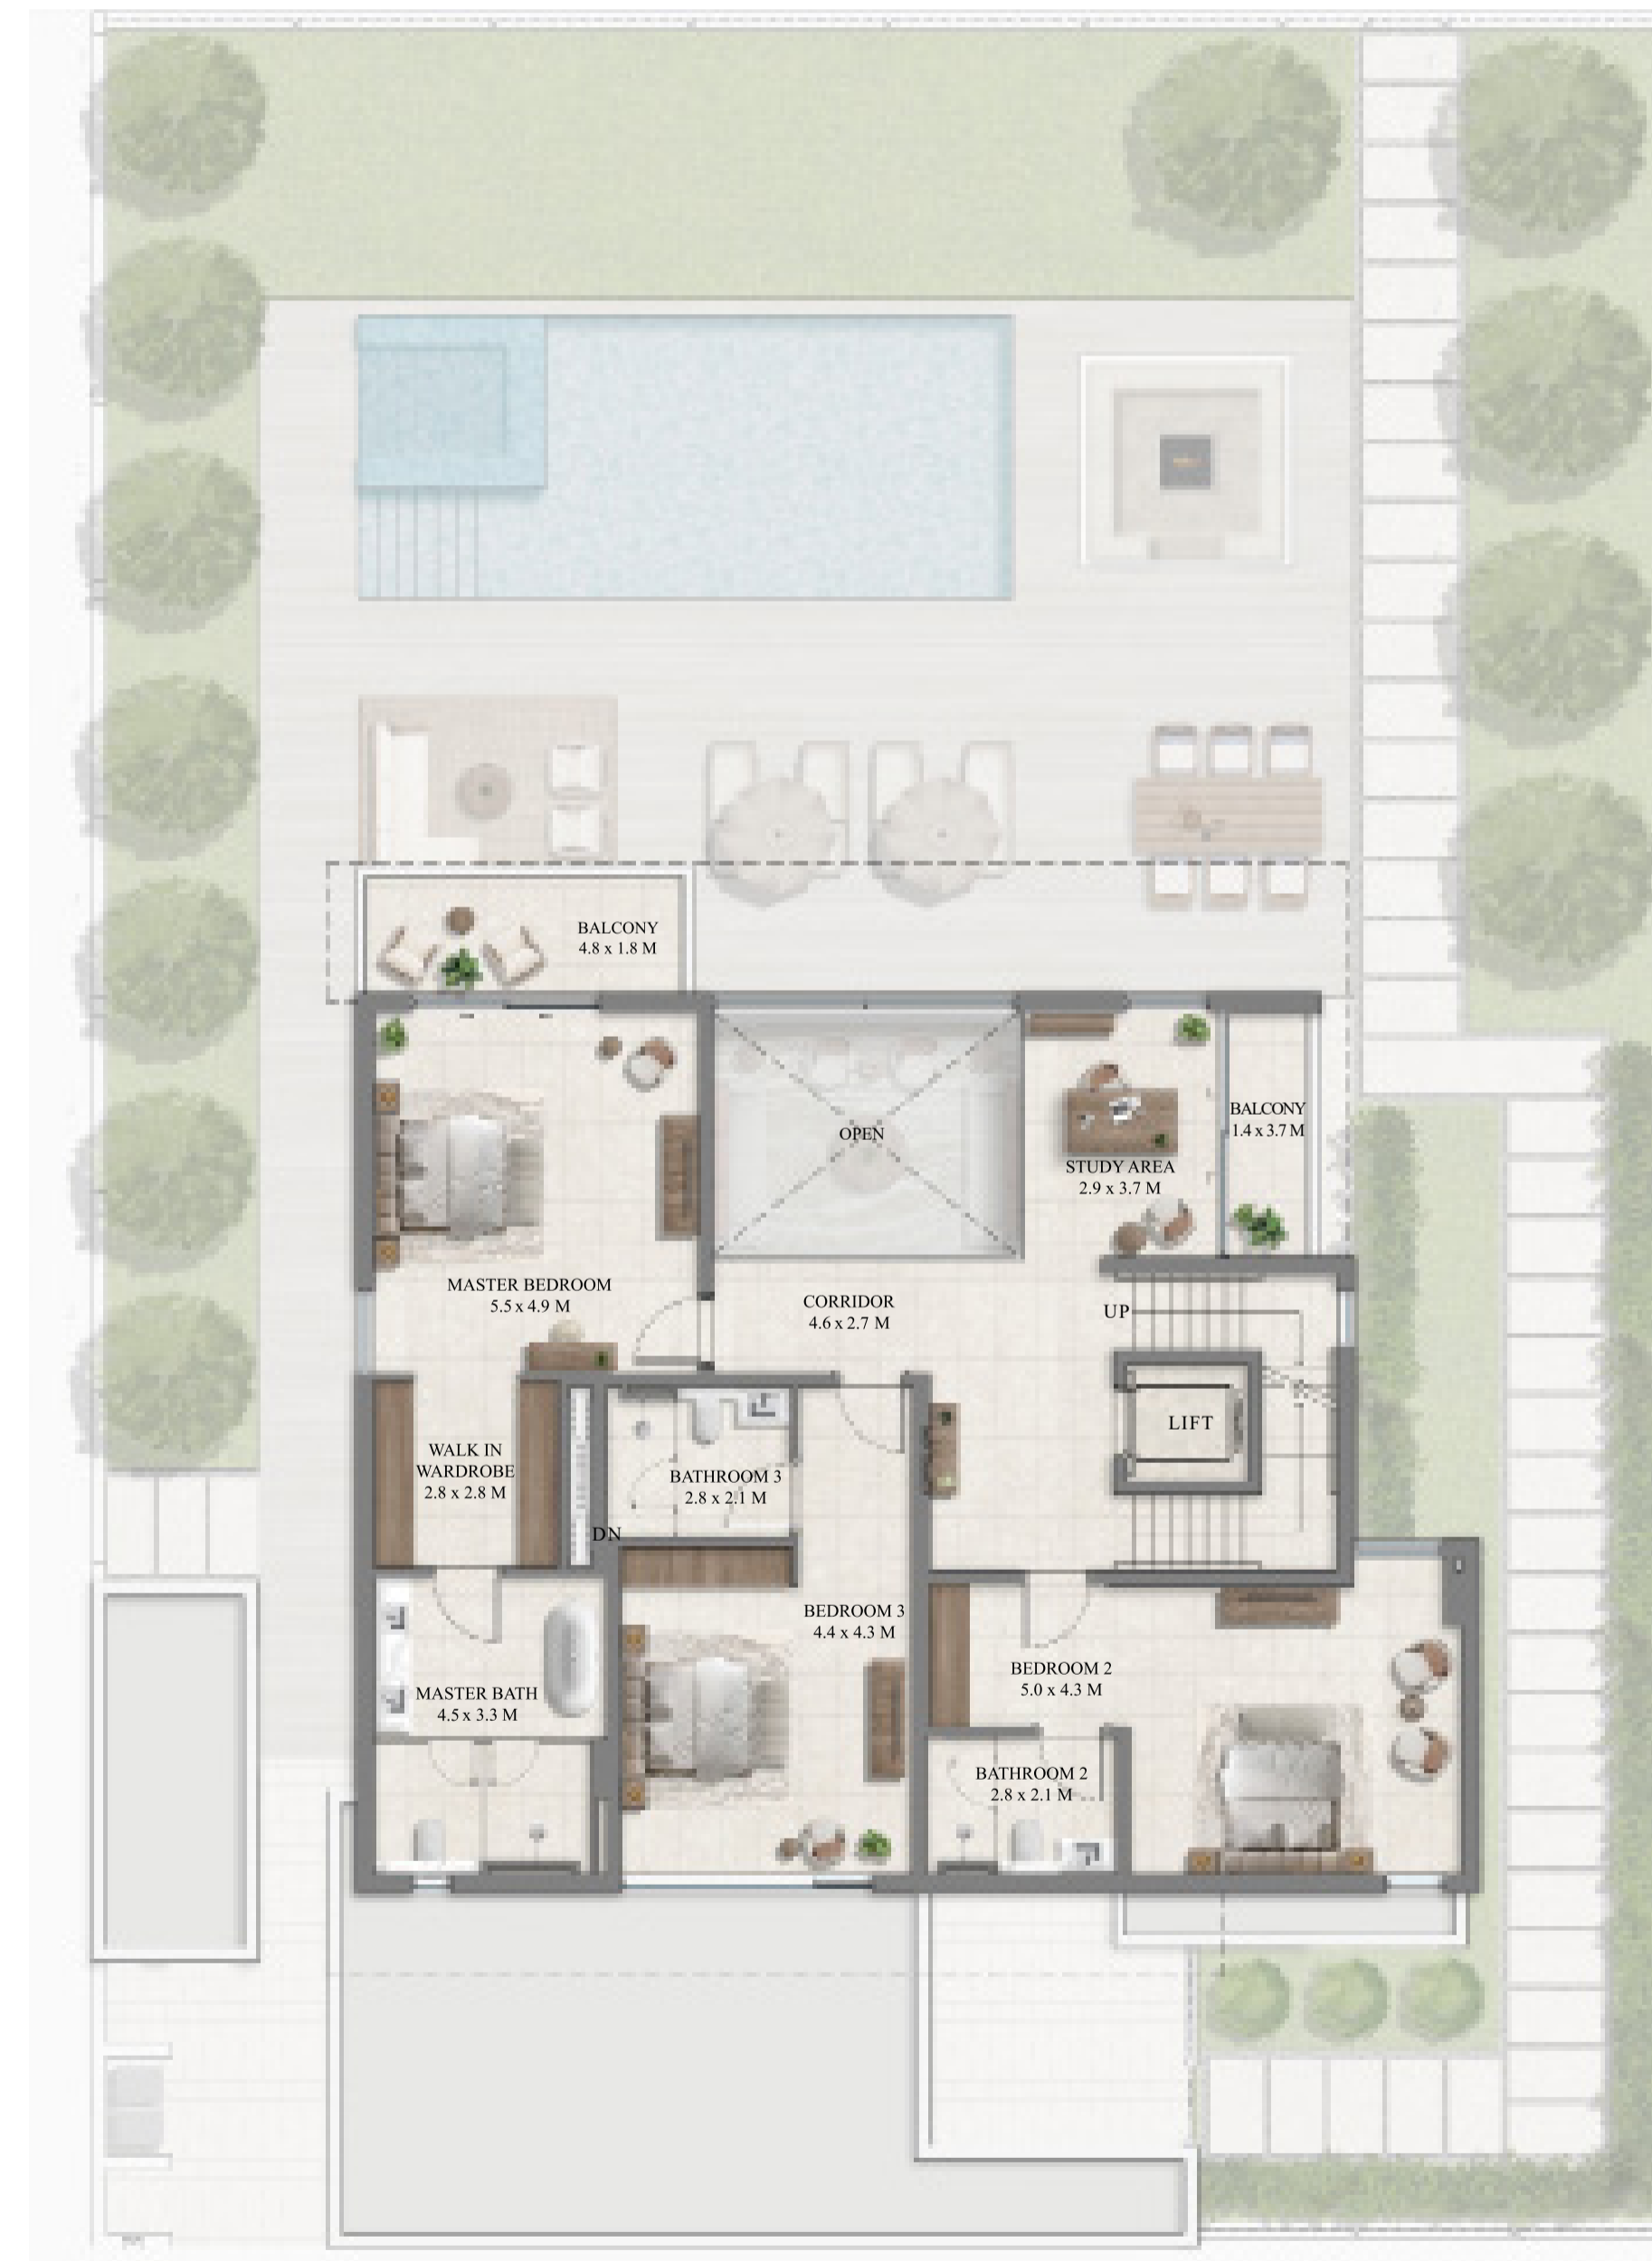 BALCONY
4.8 x 1.8 M
OPEN
BALCONY
1.4 x 3.7 M
STUDY AREA
2.9 x 3.7 M
MASTER BEDROOM
5.5 x 4.9 M
CORRIDOR
4.6 x 2.7 M
UP
LIFT
WALK IN
WARDROBE
2.8 x 2.8 M
BATHROOM 3
2.8 x 2.1 M
DN
BEDROOM 3
4.4 x 4.3 M
BEDROOM 2
5.0 x 4.3 M
MASTER BATH
4.5 x 3.3 M
BATHROOM 2
2.8 x 2.1 M